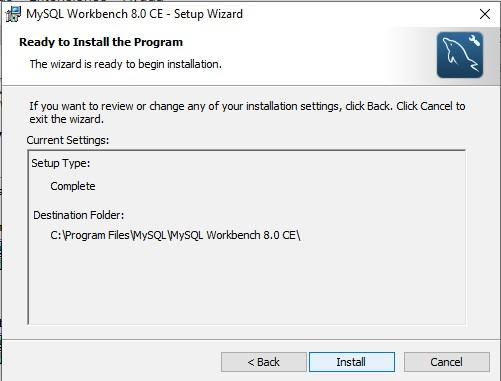 MySQL Workbench 8.0 CE - Setup Wizard
Ready to Install the Program
The wizard is ready to begin installation.
If you want to review or change any of your installation settings, click Back. Click Cancel to
exit the wizard.
Current Settings:
Setup Type:
Complete
Destination Folder:
C:\Program Files\MySQL\MySQL Workbench 8.0 CE\
< Back
Install
Cancel